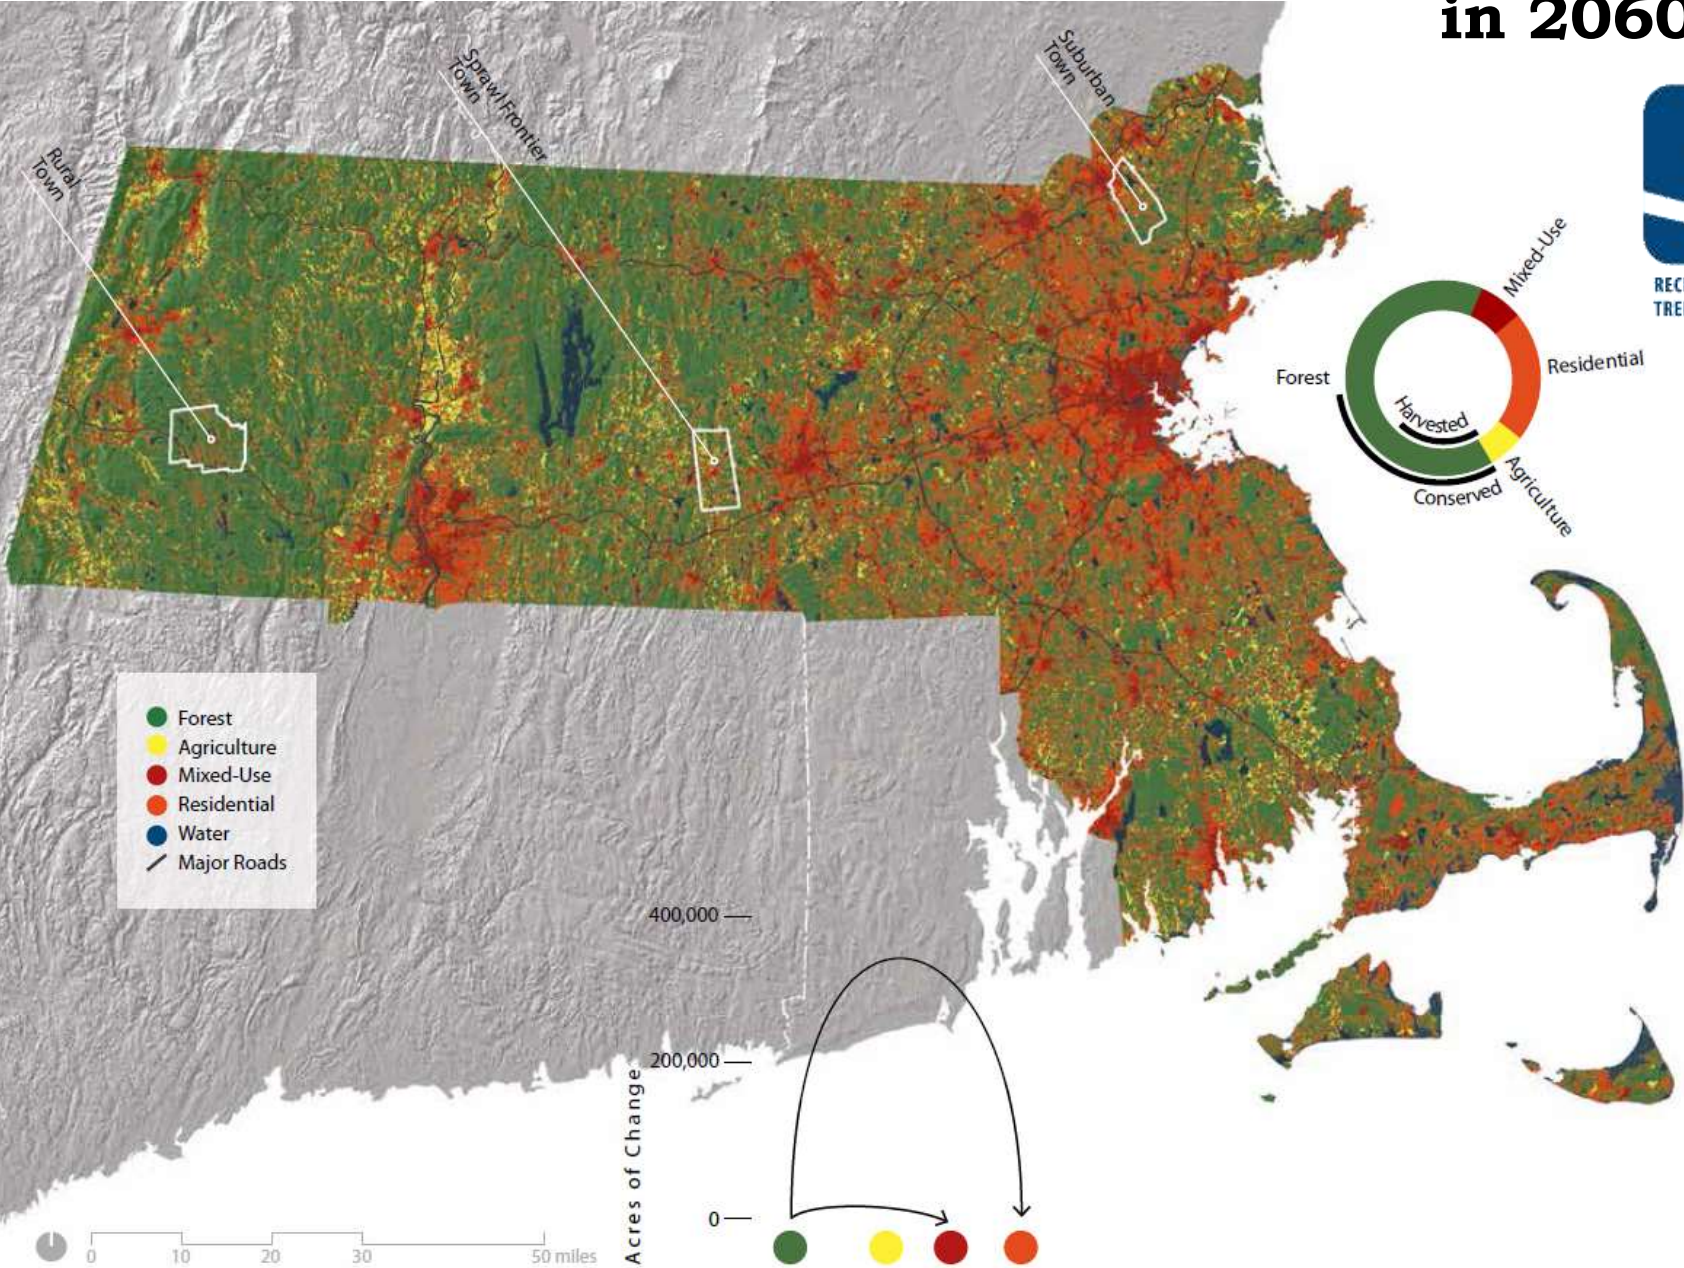 in 2060
Suburban
Town
Sprawl Frontier
Town
Rural
Town
REC
TRE
Mixed-Use
Residential
Forest
Harvested
Conserved
Agriculture
Forest
Agriculture
Mixed-Use
Residential
Water
Major Roads
400,000
200,000
0
Acres of Change
0 10 20 30 50 miles